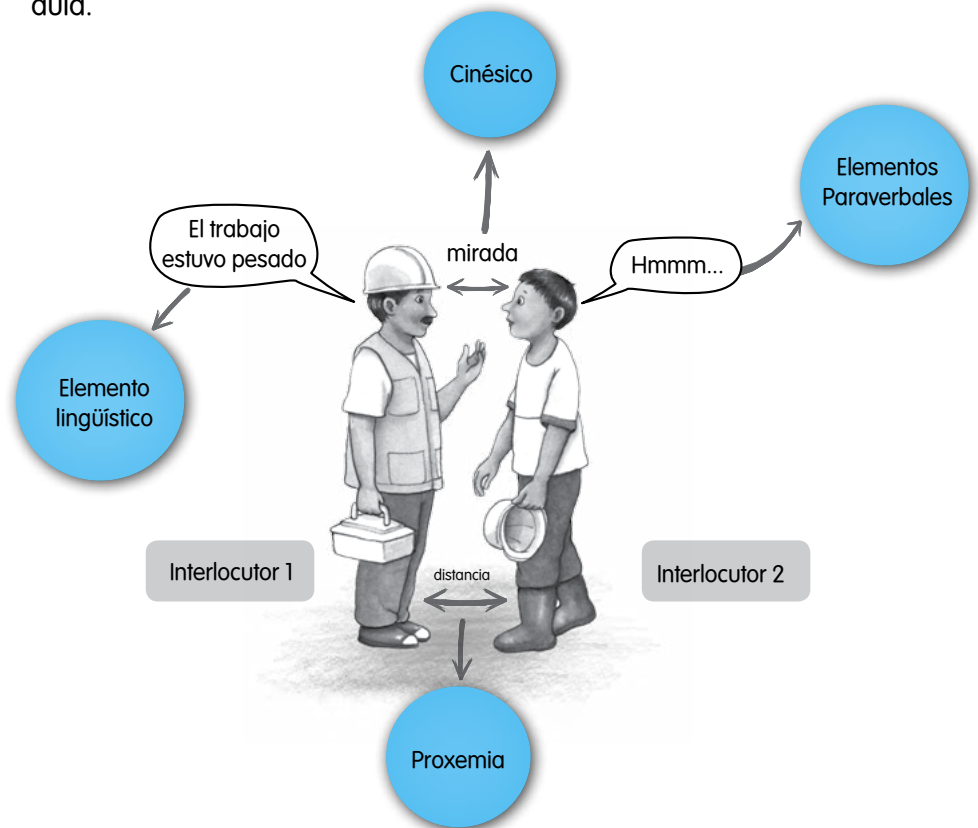 aula.
Cinésico
Elementos
Paraverbales
El trabajo
estuvo pesado
mirada
Hmmm...
Elemento
lingüístico
Interlocutor 1
distancia
Interlocutor 2
Proxemia